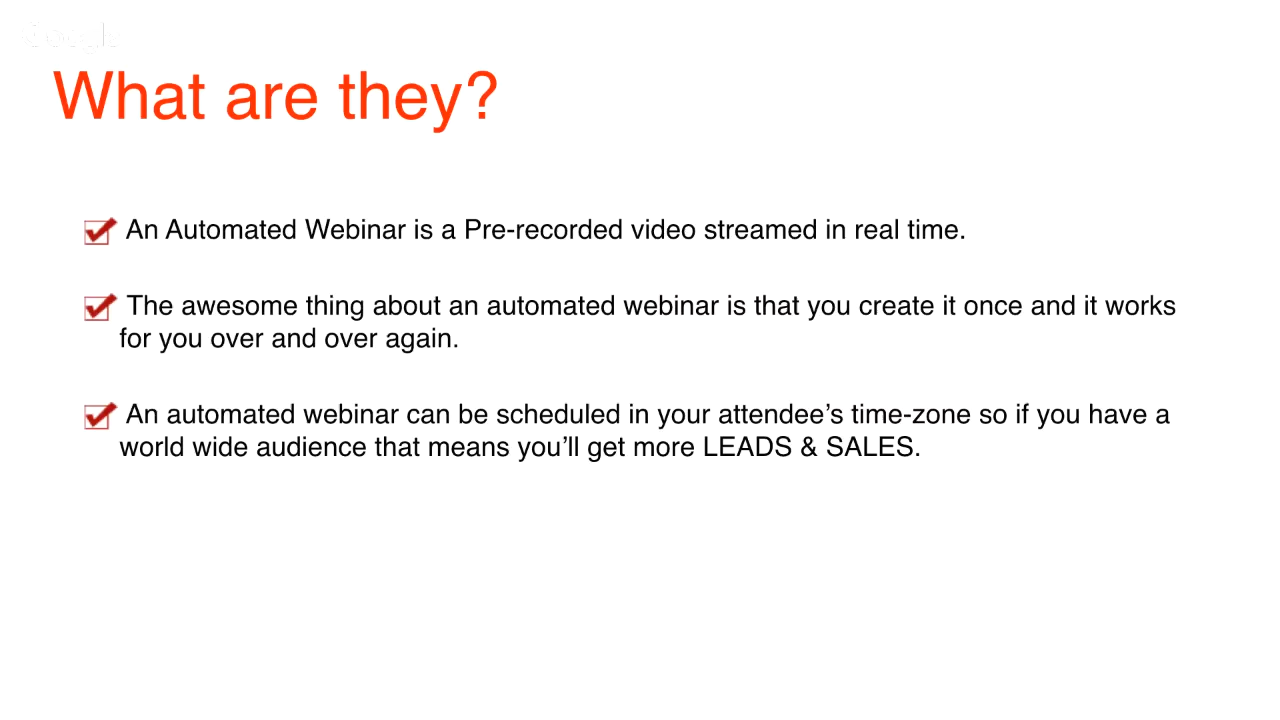 What are they?
An Automated Webinar is a Pre-recorded video streamed in real time.
The awesome thing about an automated webinar is that you create it once and it works
for you over and over again.
An automated webinar can be scheduled in your attendee’s time-zone so if you have a
world wide audience that means you’ll get more LEADS & SALES.